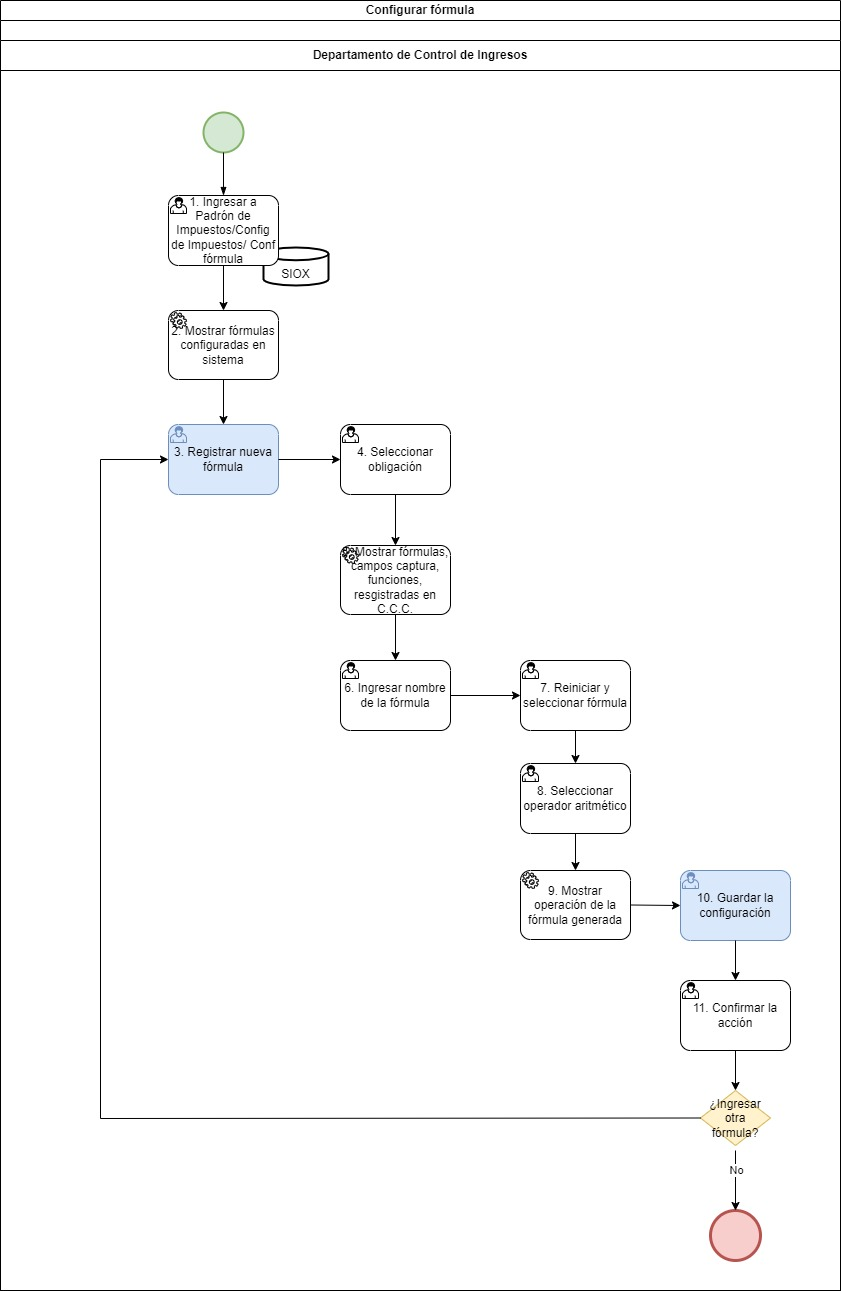 Configurar fórmula
Departamento de Control de Ingresos
1. Ingresar a
Padrón de
Impuestos/Config
de Impuestos/ Conf
fórmula
SIOX
2. Mostrar fórmulas
configuradas en
sistema
3. Registrar nueva
fórmula
4. Seleccionar
obligación
Mostrar fórmulas,
campos captura,
funciones,
resgistradas en
C.C.C.
6. Ingresar nombre
de la fórmula
7. Reiniciar y
seleccionar fórmula
8. Seleccionar
operador aritmético
9. Mostrar
operación de la
fórmula generada
10. Guardar la
configuración
11. Confirmar la
acción
¿Ingresar
otra
fórmula?
No